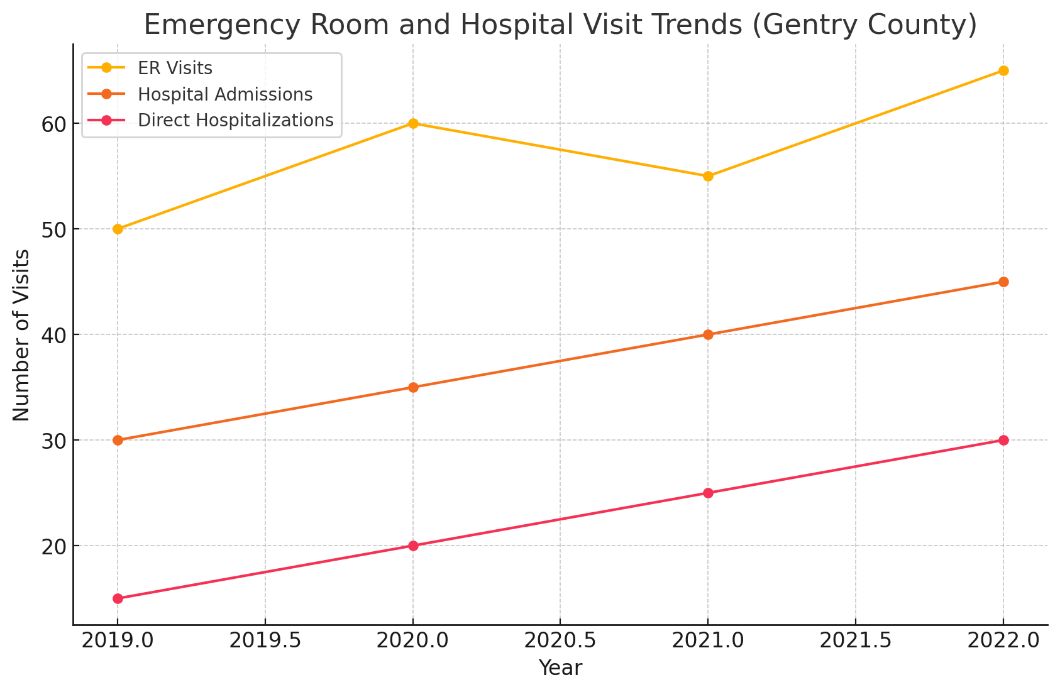 Emergency Room and Hospital Visit Trends (Gentry County)
ER Visits
Hospital Admissions
Direct Hospitalizations
Number of Visits
60
50
40
30
20
2019.0 2019.5 2020.0 2020.5 2021.0 2021.5 2022.0
Year